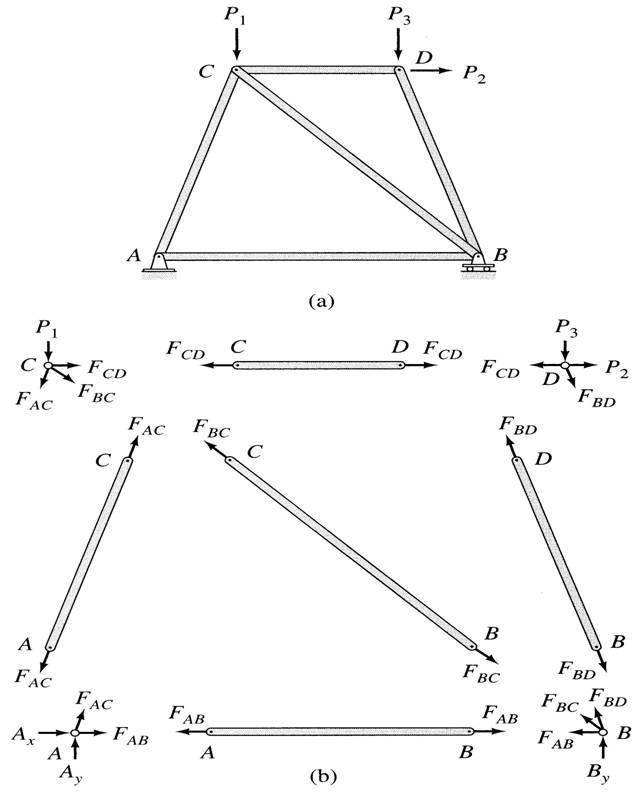 P1 P3
C D P2
A B
(a)
P1 P3
C FCD FCD C D FCD FCD D P2
FAC FBC FBD
FAC FBC FBD
C C D
A B B
FAC FBC FBD
FAC FAB FAB FBC FBD
Ax FAB FAB B
A A B
Ay (b) By